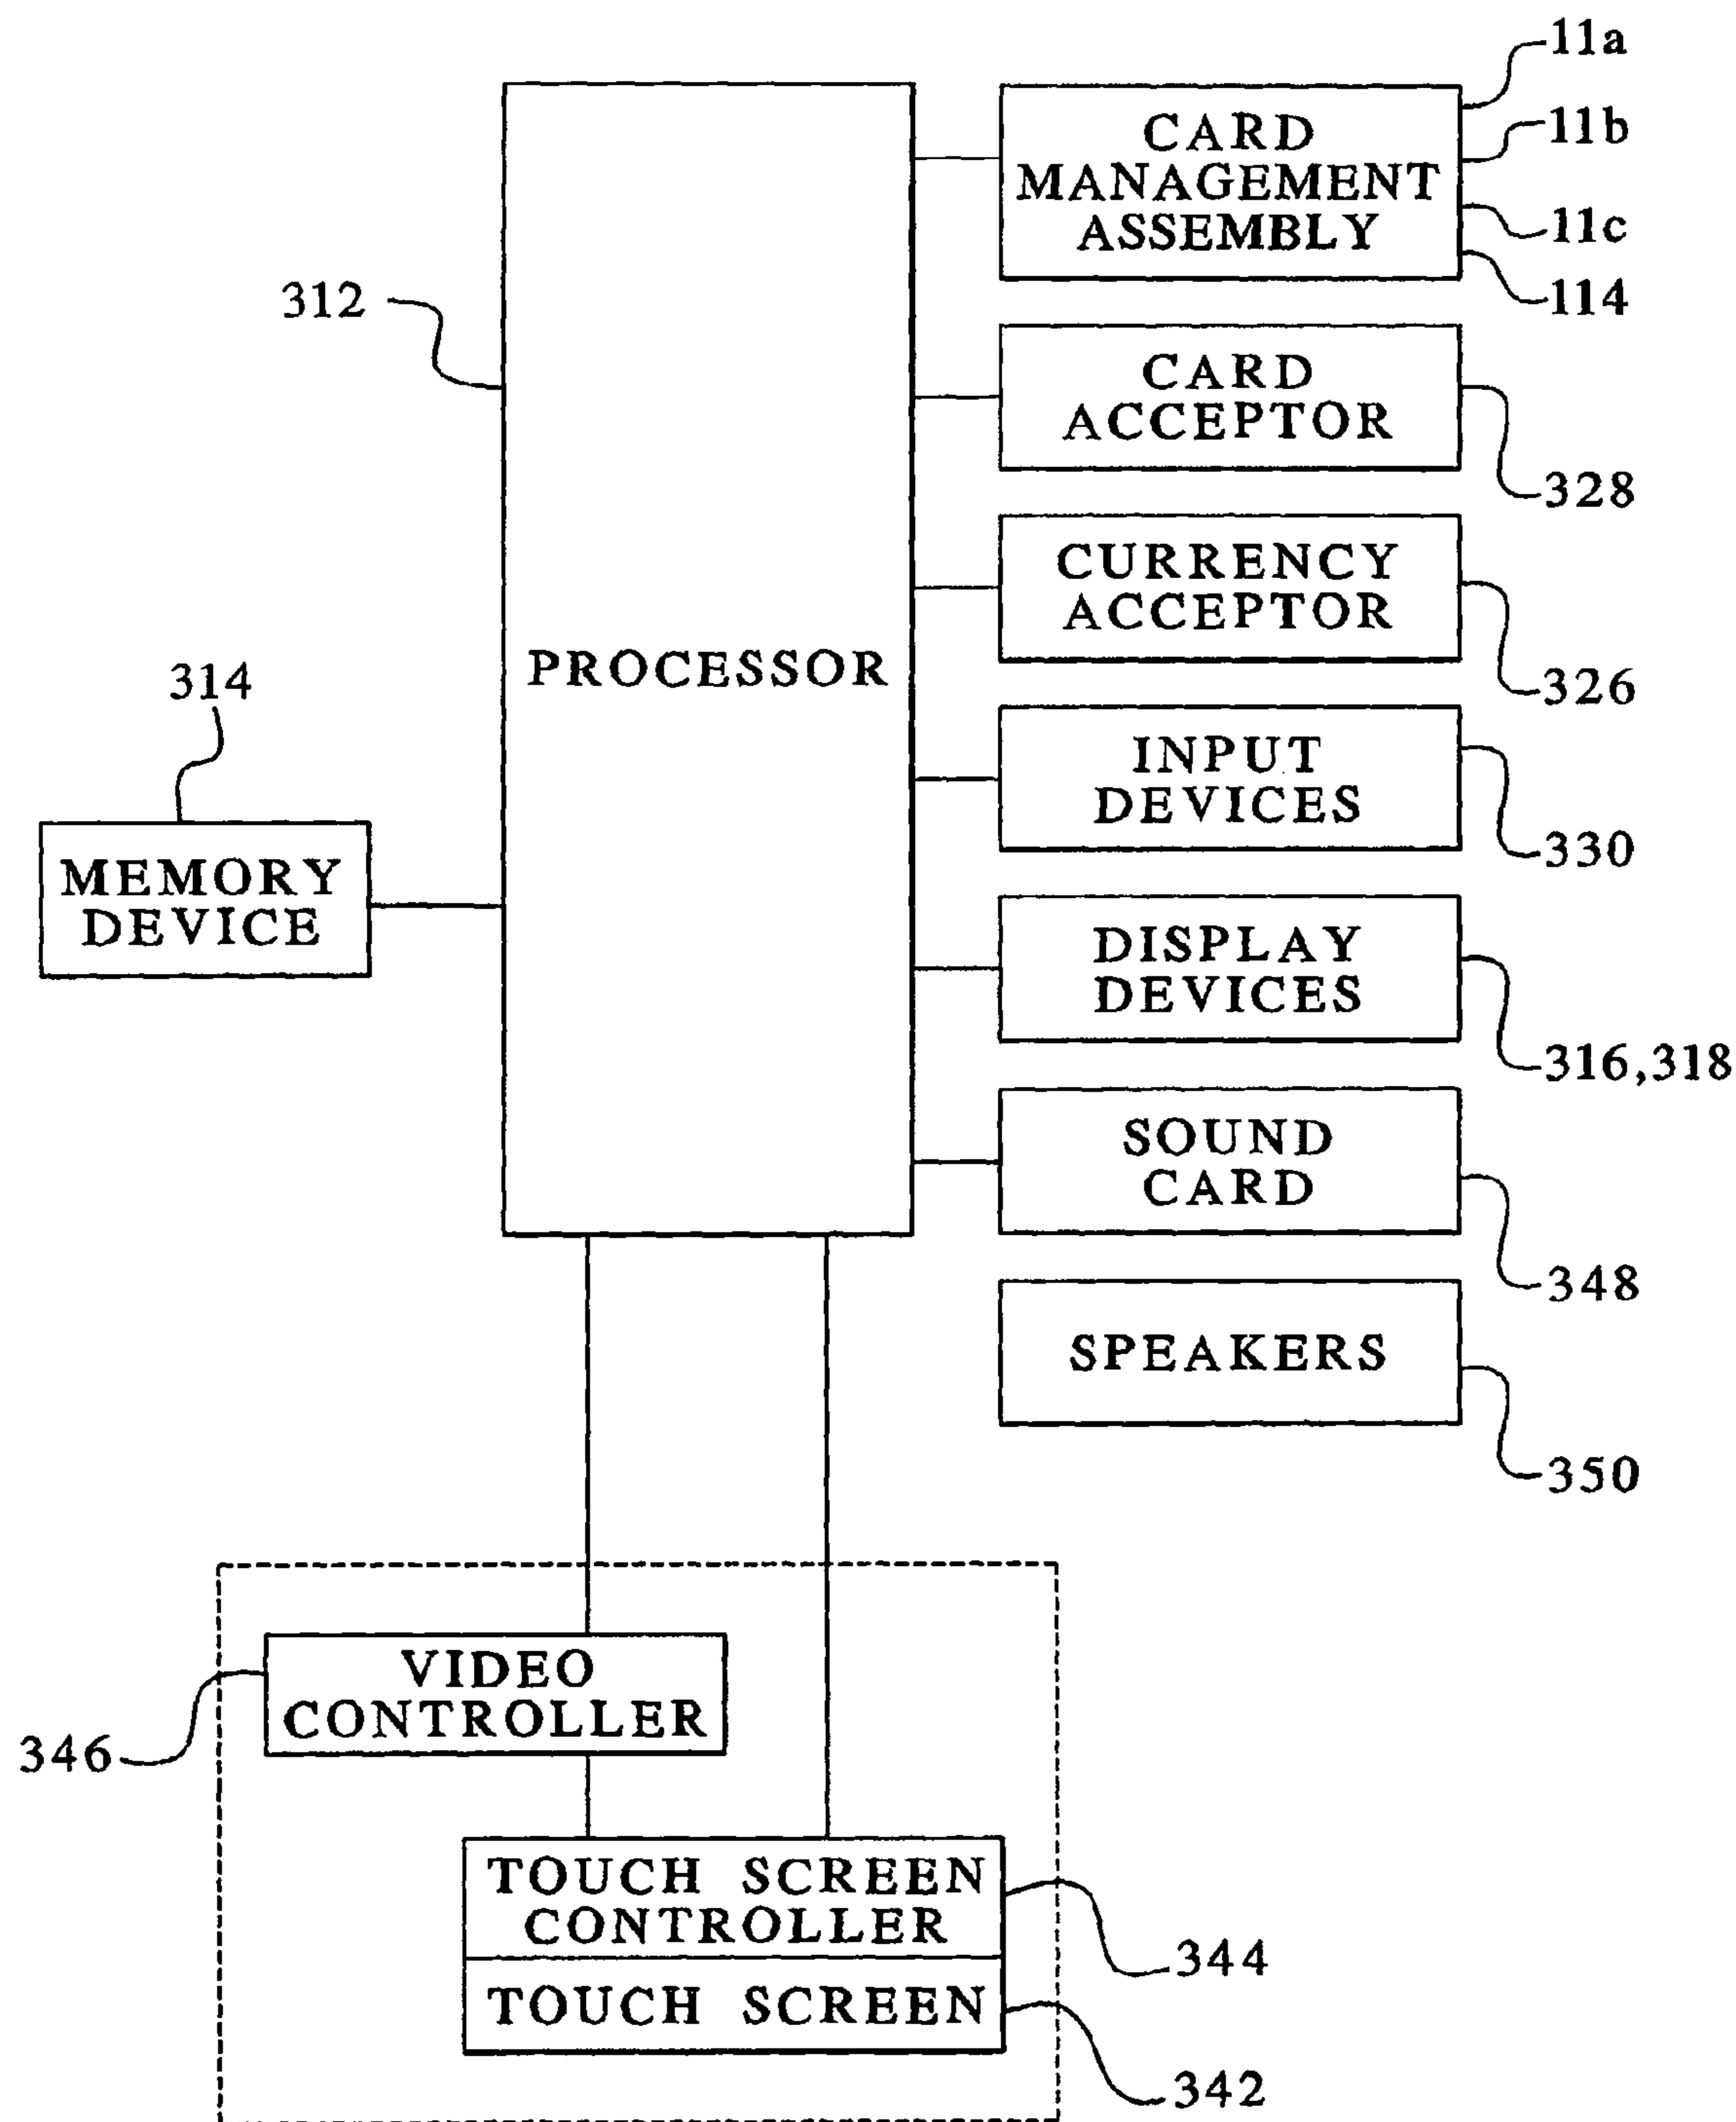 11a
CARD
MANAGEMENT
ASSEMBLY
11b
11c
114
312
CARD
ACCEPTOR
328
CURRENCY
ACCEPTOR
326
PROCESSOR
314
INPUT
DEVICES
330
MEMORY
DEVICE
DISPLAY
DEVICES
316,318
SOUND
CARD
348
SPEAKERS
350
VIDEO
CONTROLLER
346
TOUCH SCREEN
CONTROLLER
344
TOUCH SCREEN
342